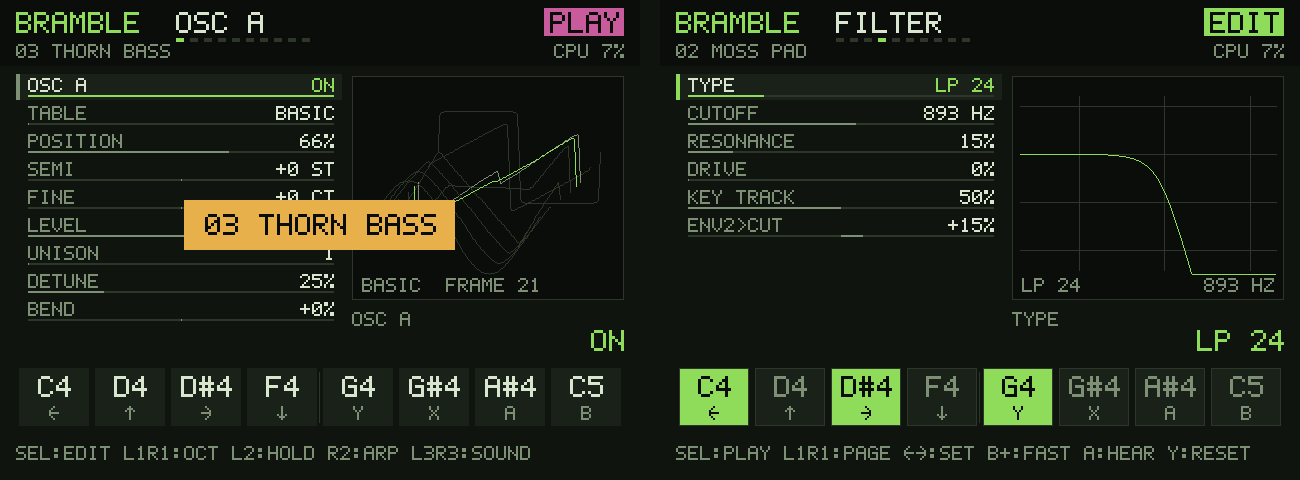 BRAMBLE OSC A PLAY
03 THORN BASS CPU 7%
OSC A ON
TABLE BASIC
POSITION 66%
SEMI +0 ST
FINE +0 CT
LEVEL
03 THORN BASS
UNISON 1
DETUNE 25%
BEND +0%
BASIC FRAME 21
OSC A
ON
C4 D4 D#4 F4 G4 G#4 A#4 C5
← ↑ → ↓ Y X A B
SEL:EDIT L1R1:OCT L2:HOLD R2:ARP L3R3:SOUND
BRAMBLE FILTER EDIT
02 MOSS PAD CPU 7%
TYPE LP 24
CUTOFF 893 HZ
RESONANCE 15%
DRIVE 0%
KEY TRACK 50%
ENV2>CUT +15%
LP 24 893 HZ
TYPE
LP 24
C4 D4 D#4 F4 G4 G#4 A#4 C5
← ↑ → ↓ Y X A B
SEL:PLAY L1R1:PAGE ←→:SET B+:FAST A:HEAR Y:RESET